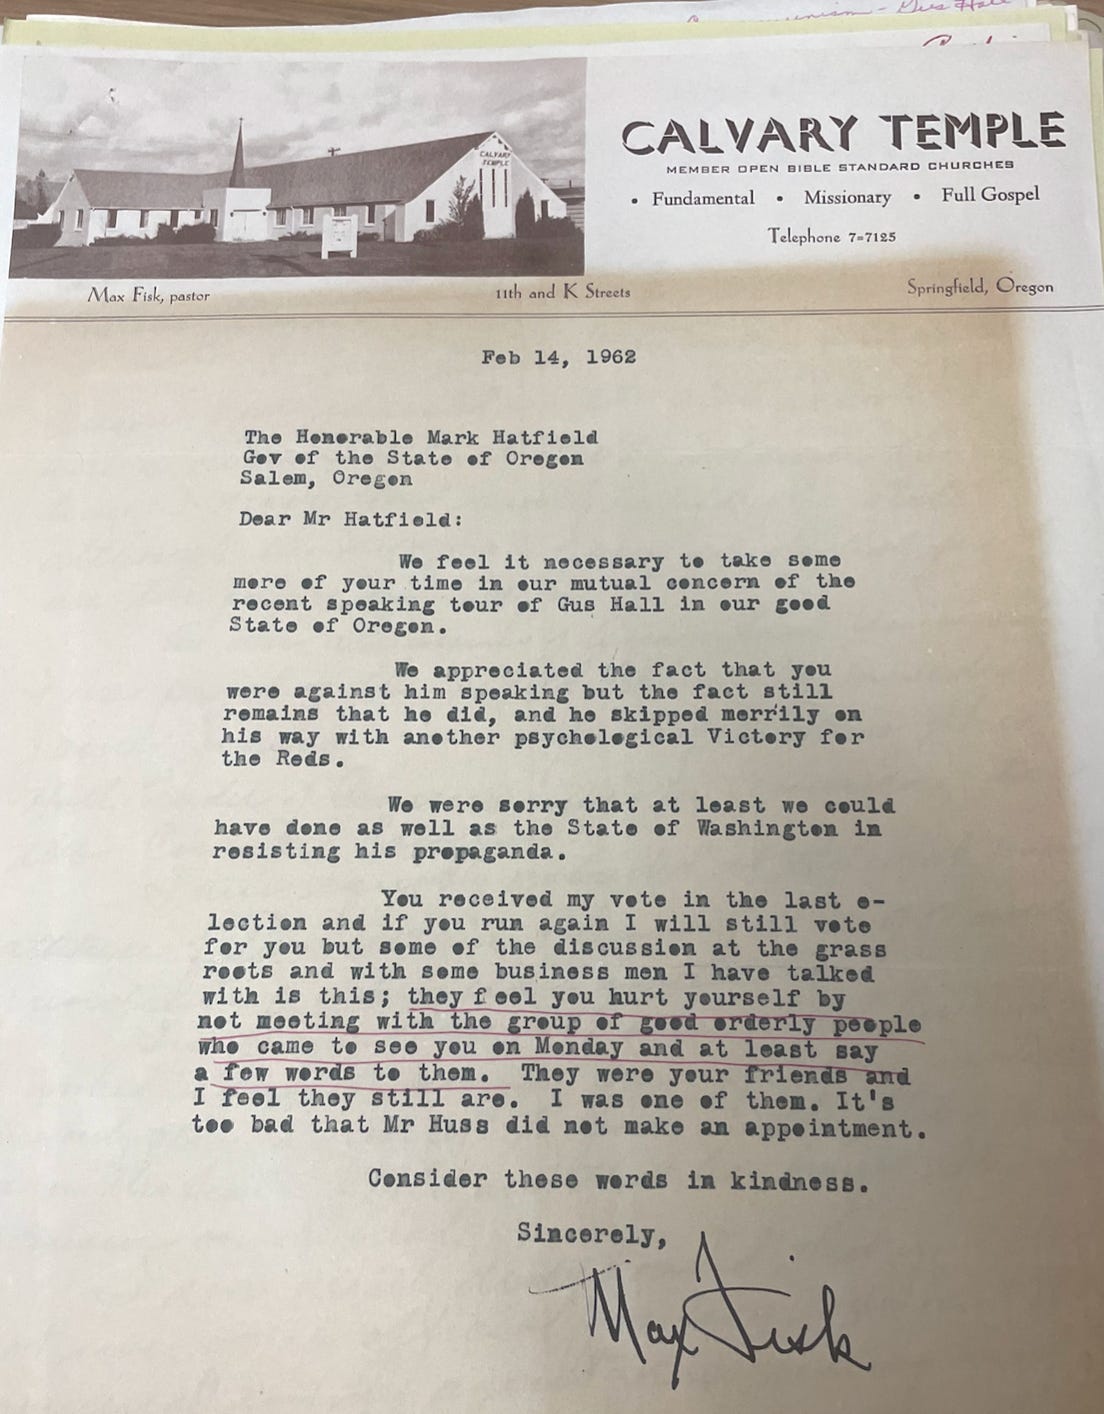 Gus Hall
CALVARY TEMPLE
CALVARY TEMPLE
MEMBER OPEN BIBLE STANDARD CHURCHES
• Fundamental • Missionary • Full Gospel
Telephone 7-7125
Max Fisk, pastor 11th and K Streets Springfield, Oregon
Feb 14, 1962
The Honorable Mark Hatfield
Gov of the State of Oregon
Salem, Oregon
Dear Mr Hatfield:
We feel it necessary to take some
more of your time in our mutual concern of the
recent speaking tour of Gus Hall in our good
State of Oregon.
We appreciated the fact that you
were against him speaking but the fact still
remains that he did, and he skipped merrily on
his way with another psychological Victory for
the Reds.
We were sorry that at least we could
have done as well as the State of Washington in
resisting his propaganda.
You received my vote in the last e-
lection and if you run again I will still vote
for you but some of the discussion at the grass
roots and with some business men I have talked
with is this; they feel you hurt yourself by
not meeting with the group of good orderly people
who came to see you on Monday and at least say
a few words to them. They were your friends and
I feel they still are. I was one of them. It's
too bad that Mr Huss did not make an appointment.
Consider these words in kindness.
Sincerely,
Max Fisk